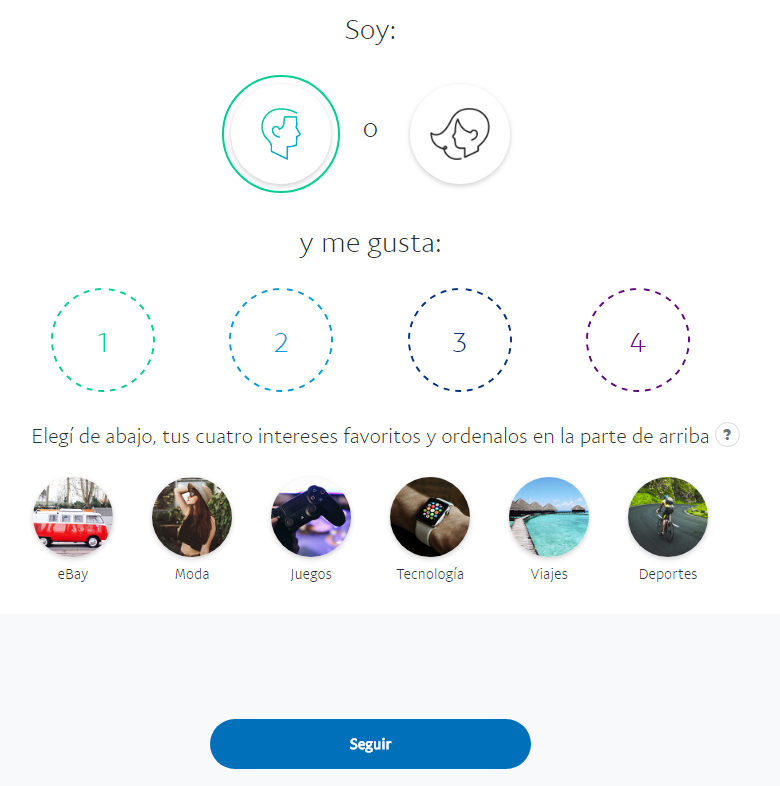 Soy:
o
y me gusta:
1 2 3 4
Elegí de abajo, tus cuatro intereses favoritos y ordenalos en la parte de arriba ?
eBay Moda Juegos Tecnología Viajes Deportes
Seguir